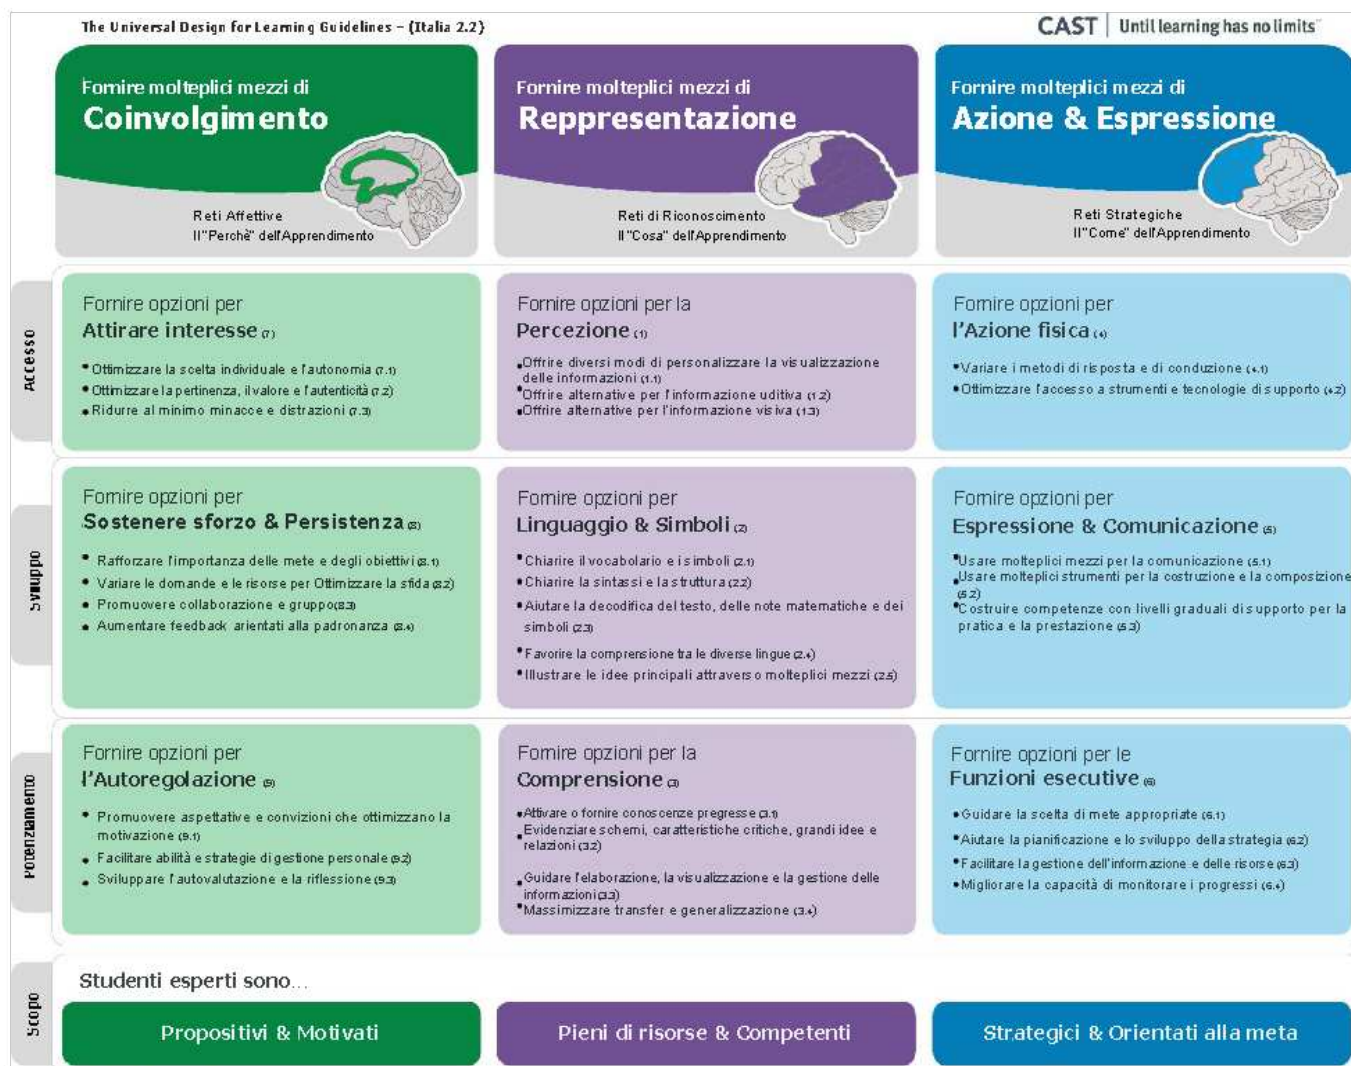 The Universal Design for Learning Guidelines – (Italia 2.2)
CAST | Until learning has no limits™
Fornire molteplici mezzi di
Coinvolgimento
Reti Affettive
Il "Perchè" dell'Apprendimento
Fornire molteplici mezzi di
Reppresentazione
Reti di Riconoscimento
Il "Cosa" dell'Apprendimento
Fornire molteplici mezzi di
Azione & Espressione
Reti Strategiche
Il "Come" dell'Apprendimento
Accesso
Fornire opzioni per
Attirare interesse (7)
• Ottimizzare la scelta individuale e l'autonomia (7.1)
• Ottimizzare la pertinenza, il valore e l'autenticità (7.2)
• Ridurre al minimo minacce e distrazioni (7.3)
Fornire opzioni per la
Percezione (1)
• Offrire diversi modi di personalizzare la visualizzazione
delle informazioni (1.1)
• Offrire alternative per l'informazione uditiva (1.2)
• Offrire alternative per l'informazione visiva (1.3)
Fornire opzioni per
l'Azione fisica (4)
• Variare i metodi di risposta e di conduzione (4.1)
• Ottimizzare l'accesso a strumenti e tecnologie di supporto (4.2)
Sviluppo
Fornire opzioni per
Sostenere sforzo & Persistenza (8)
• Rafforzare l'importanza delle mete e degli obiettivi (8.1)
• Variare le domande e le risorse per Ottimizzare la sfida (8.2)
• Promuovere collaborazione e gruppo(8.3)
• Aumentare feedback arientati alla padronanza (8.4)
Fornire opzioni per
Linguaggio & Simboli (2)
• Chiarire il vocabolario e i simboli (2.1)
• Chiarire la sintassi e la struttura (2.2)
• Aiutare la decodifica del testo, delle note matematiche e dei
simboli (2.3)
• Favorire la comprensione tra le diverse lingue (2.4)
• Illustrare le idee principali attraverso molteplici mezzi (2.5)
Fornire opzioni per
Espressione & Comunicazione (5)
• Usare molteplici mezzi per la comunicazione (5.1)
• Usare molteplici strumenti per la costruzione e la composizione
(5.2)
• Costruire competenze con livelli graduali di supporto per la
pratica e la prestazione (5.3)
Potenziamento
Fornire opzioni per
l'Autoregolazione (9)
• Promuovere aspettative e convizioni che ottimizzano la
motivazione (9.1)
• Facilitare abilità e strategie di gestione personale (9.2)
• Sviluppare l'autovalutazione e la riflessione (9.3)
Fornire opzioni per la
Comprensione (3)
• Attivare o fornire conoscenze pregresse (3.1)
• Evidenziare schemi, caratteristiche critiche, grandi idee e
relazioni (3.2)
• Guidare l'elaborazione, la visualizzazione e la gestione delle
informazioni (3.3)
• Massimizzare transfer e generalizzazione (3.4)
Fornire opzioni per le
Funzioni esecutive (6)
• Guidare la scelta di mete appropriate (6.1)
• Aiutare la pianificazione e lo sviluppo della strategia (6.2)
• Facilitare la gestione dell'informazione e delle risorse (6.3)
• Migliorare la capacità di monitorare i progressi (6.4)
Scopo
Studenti esperti sono...
Propositivi & Motivati
Pieni di risorse & Competenti
Strategici & Orientati alla meta